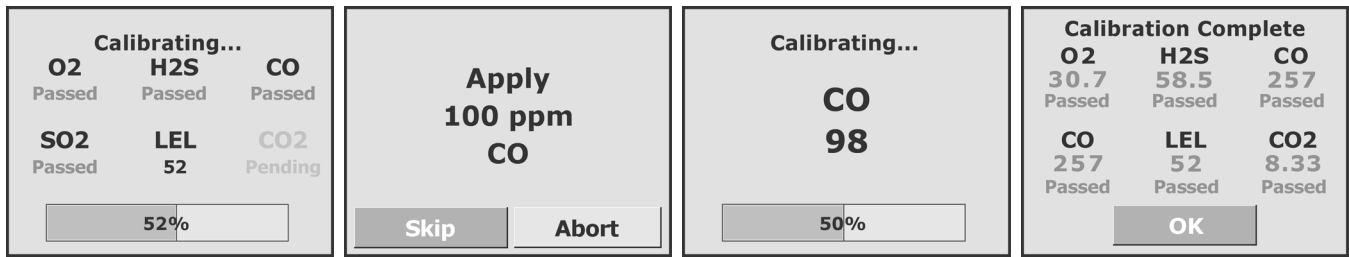 Calibrating...
O2 H2S CO
Passed Passed Passed
SO2 LEL CO2
Passed 52 Pending
52%
Apply
100 ppm
CO
Skip Abort
Calibrating...
CO
98
50%
Calibration Complete
O2 H2S CO
30.7 58.5 257
Passed Passed Passed
CO LEL CO2
257 52 8.33
Passed Passed Passed
OK